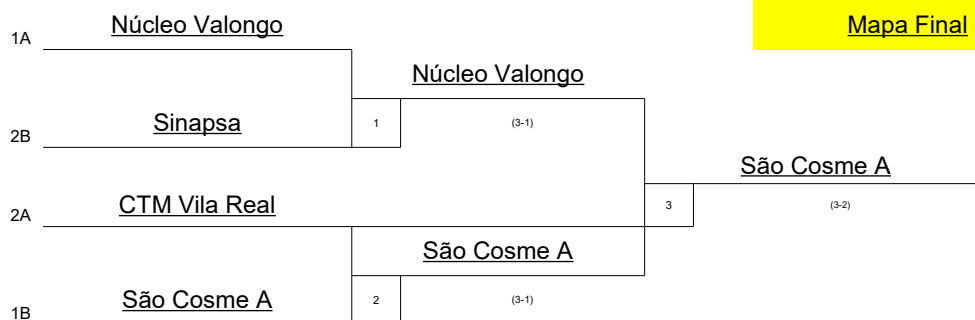 Núcleo Valongo
Mapa Final
1A
Núcleo Valongo
Sinapsa
1
(3-1)
2B
São Cosme A
CTM Vila Real
3
(3-2)
2A
São Cosme A
São Cosme A
2
(3-1)
1B